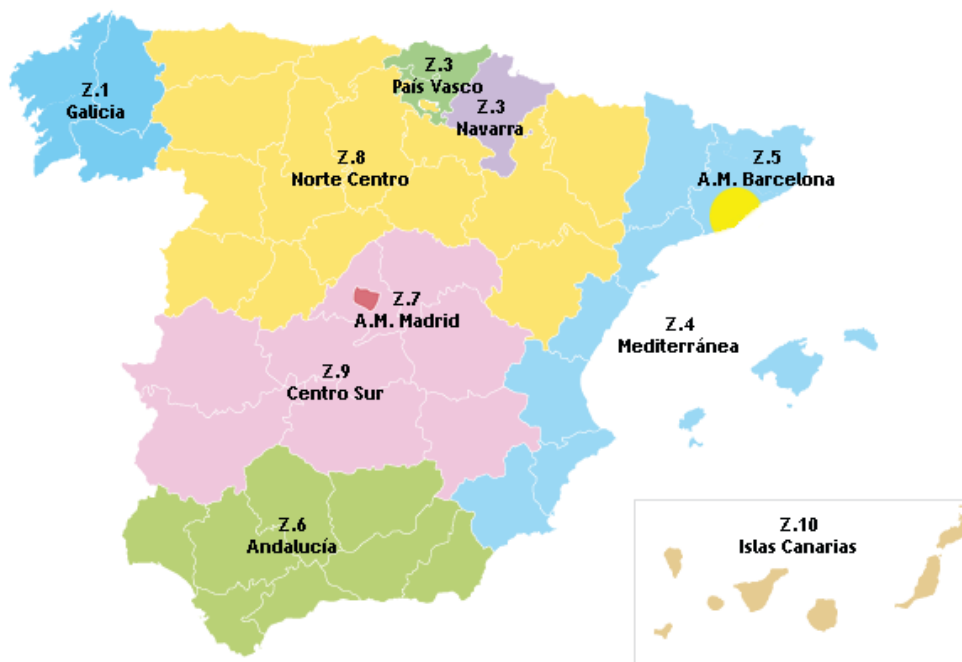 Z.1
Galicia
Z.3
País Vasco
Z.3
Navarra
Z.8
Norte Centro
Z.5
A.M. Barcelona
Z.7
A.M. Madrid
Z.4
Mediterránea
Z.9
Centro Sur
Z.6
Andalucía
Z.10
Islas Canarias